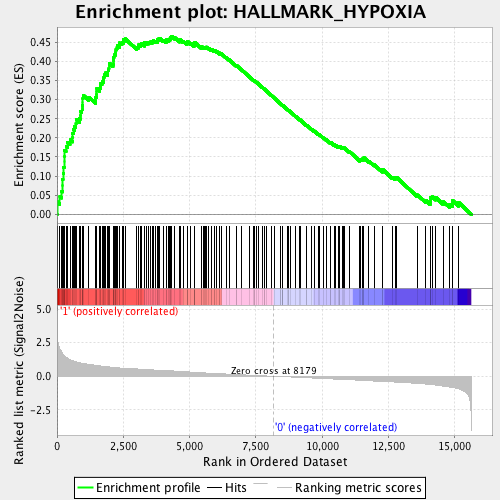 Enrichment plot: HALLMARK_HYPOXIA
Enrichment score (ES)
0.45
0.40
0.35
0.30
0.25
0.20
0.15
0.10
0.05
0.00
'1' (positively correlated)
Ranked list metric (Signal2Noise)
5.0
2.5
0.0
-2.5
Zero cross at 8179
'0' (negatively correlated)
0 2,500 5,000 7,500 10,000 12,500 15,000
Rank in Ordered Dataset
Enrichment profile Hits Ranking metric scores